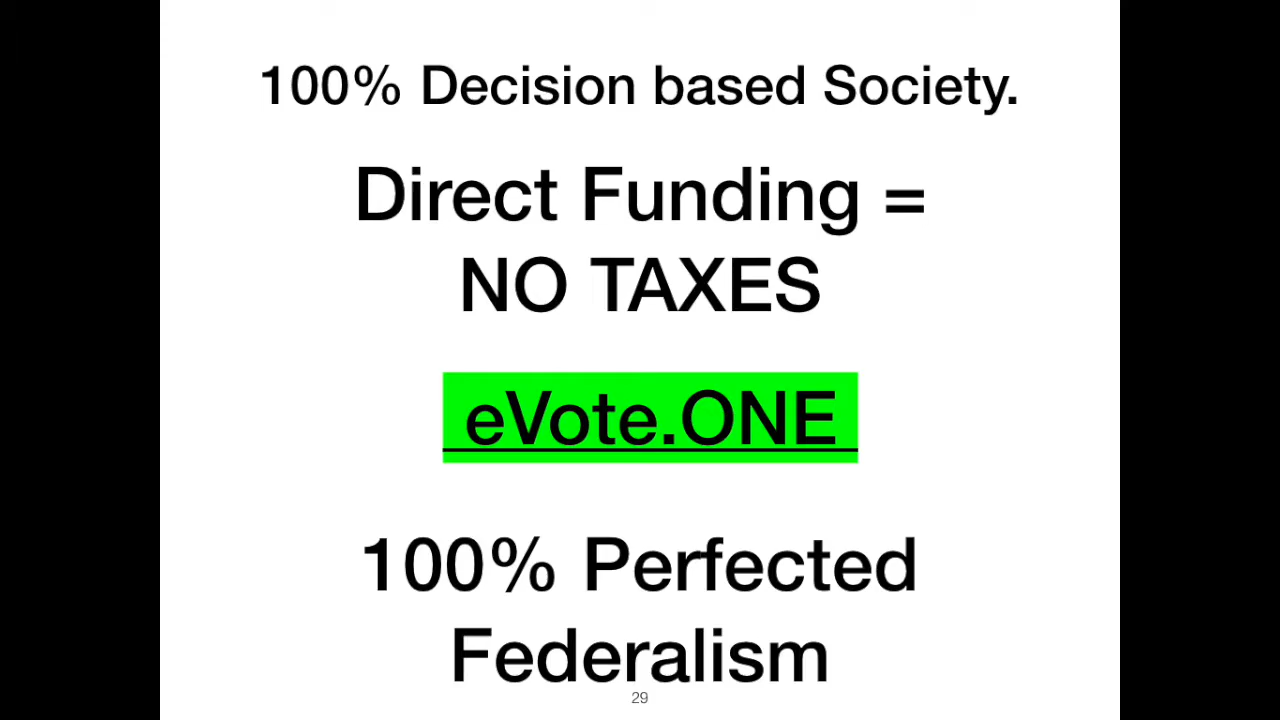 100% Decision based Society.
Direct Funding =
NO TAXES
eVote.ONE
100% Perfected
Federalism
29